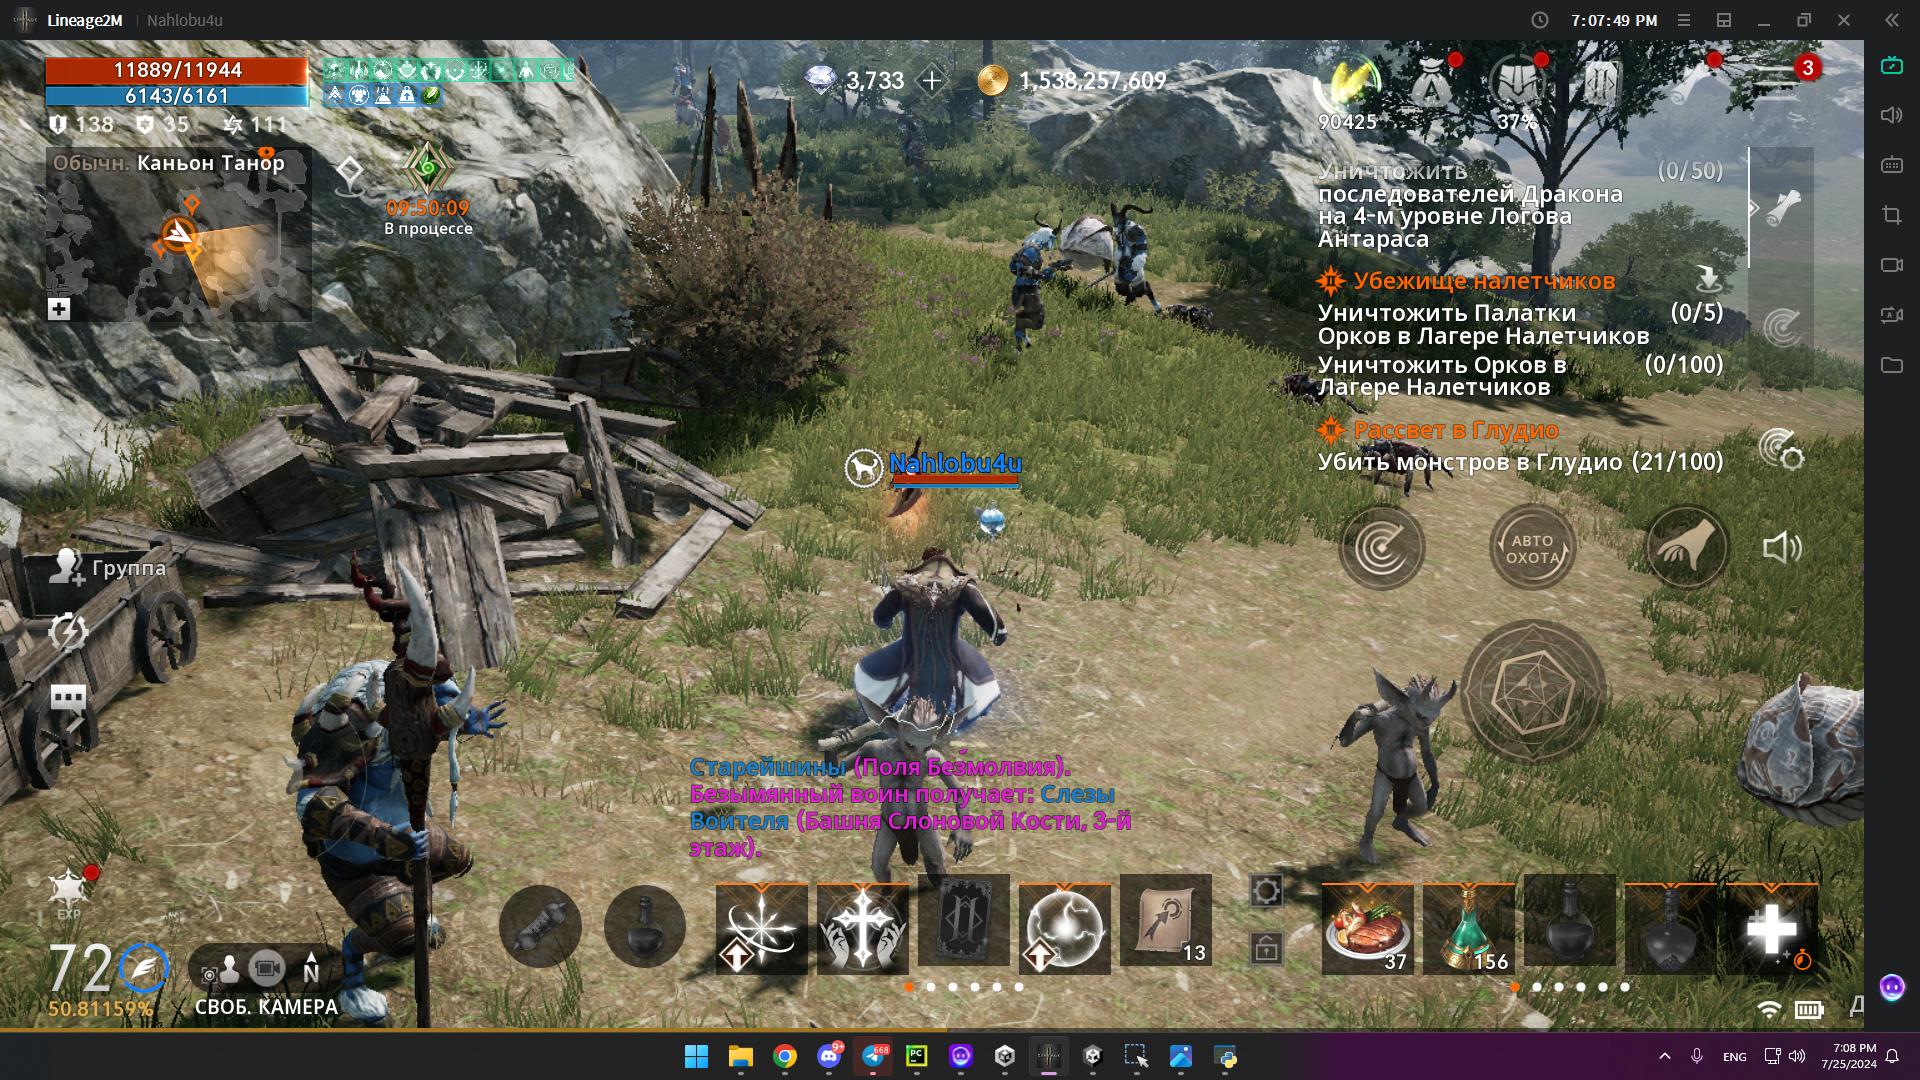 Lineage2M
Nahlobu4u
7:07:49 PM
11889/11944
6143/6161
138
35
111
3,733
1,538,257,609
90425
37%
3
Обычн. Каньон Танор
09:50:09
В процессе
Уничтожить (0/50)
последователей Дракона
на 4-м уровне Логова
Антараса
Убежище налетчиков
Уничтожить Палатки (0/5)
Орков в Лагере Налетчиков
Уничтожить Орков в (0/100)
Лагере Налетчиков
Рассвет в Глудио
Убить монстров в Глудио (21/100)
Nahlobu4u
АВТО
ОХОТА
Группа
Старейшины (Поля Безмолвия).
Безымянный воин получает: Слезы
Воителя (Башня Слоновой Кости, 3-й
этаж).
EXP
72
50.81159%
N
СВОБ. КАМЕРА
13
37
156
9+
668
PC
ENG
7:08 PM
7/25/2024